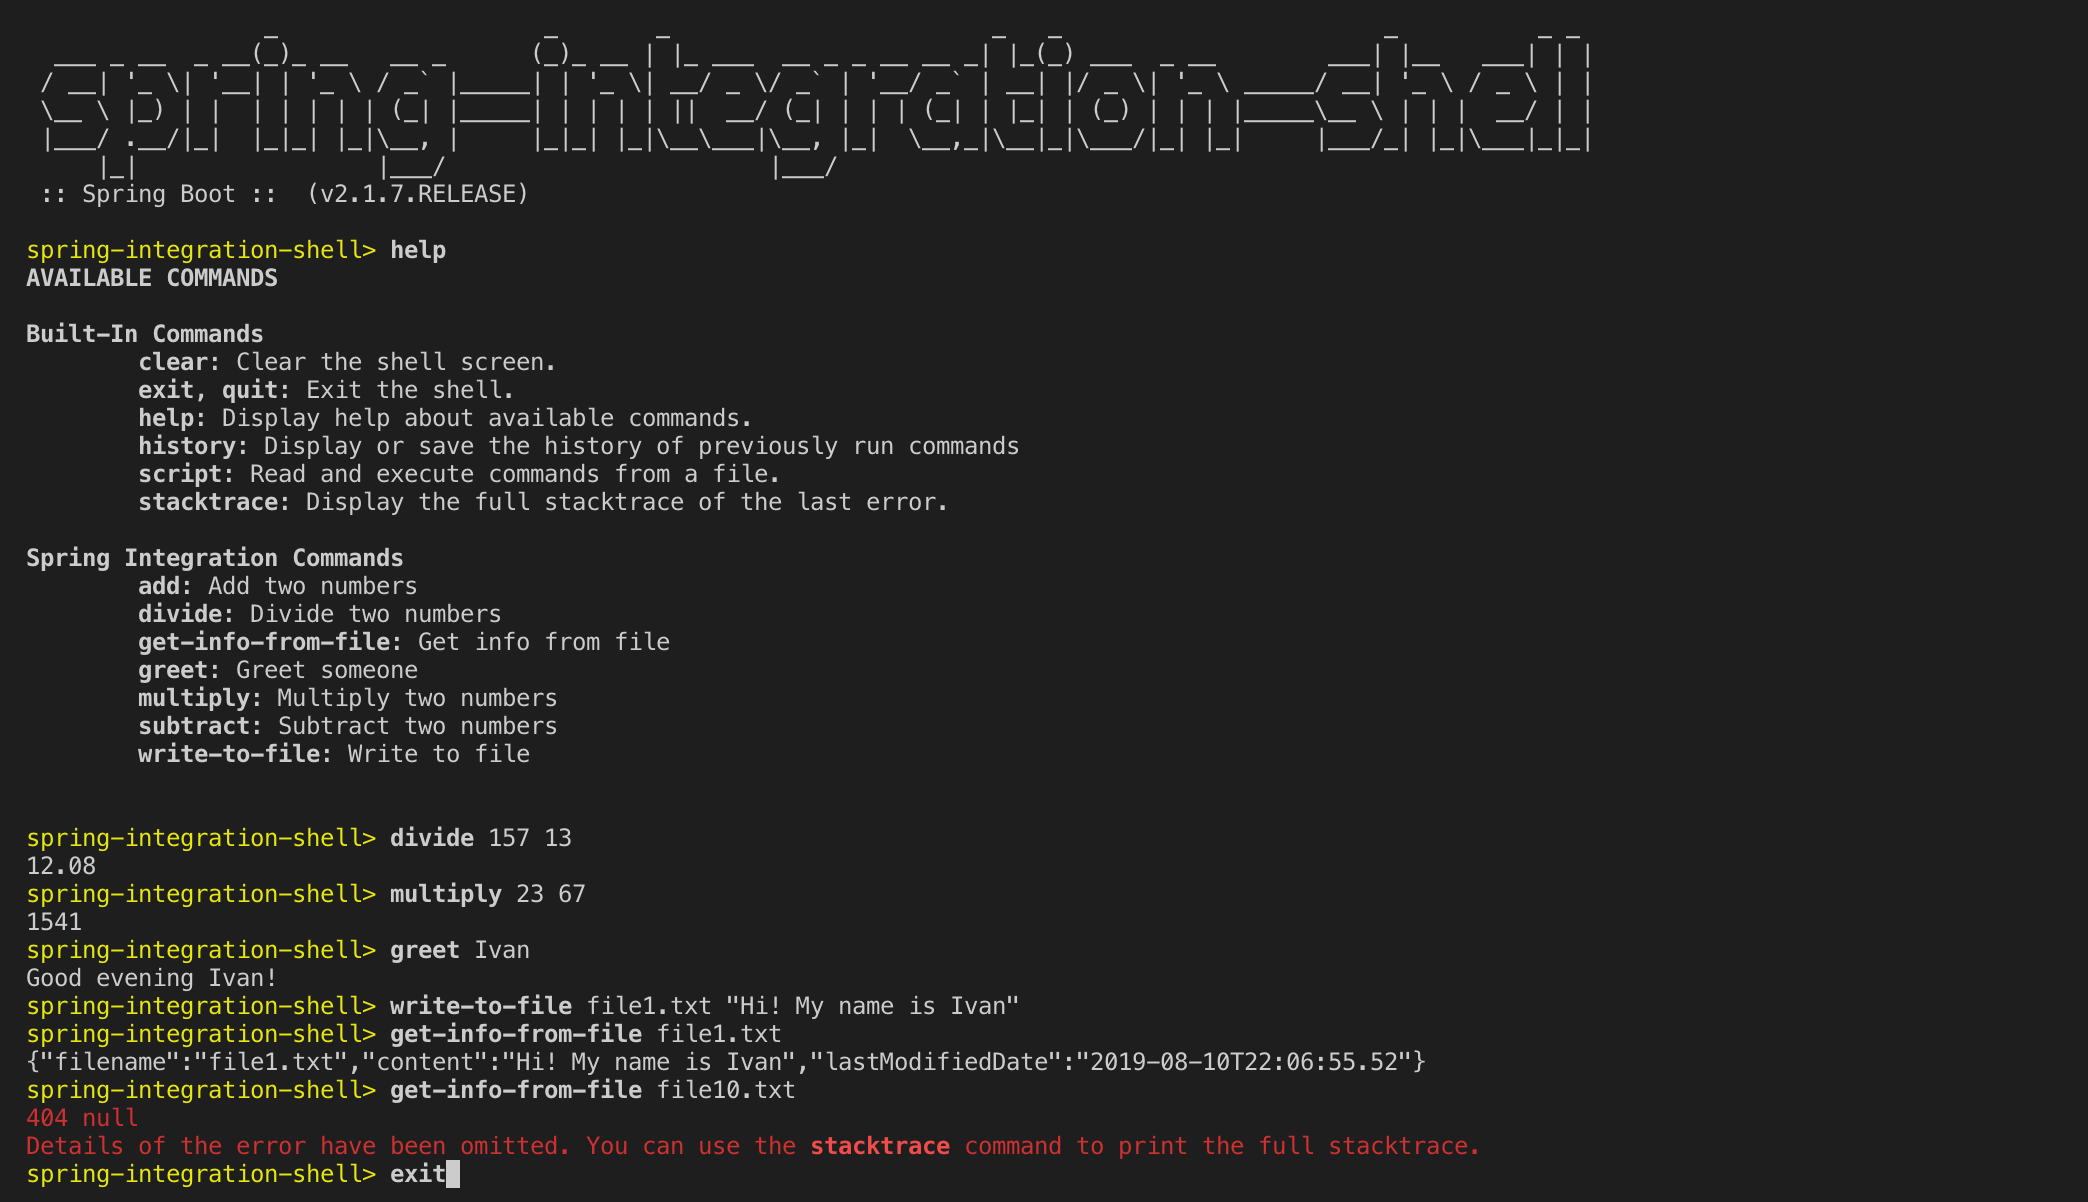 spring-integration-shell
:: Spring Boot ::  (v2.1.7.RELEASE)
spring-integration-shell> help
AVAILABLE COMMANDS
Built-In Commands
clear: Clear the shell screen.
exit, quit: Exit the shell.
help: Display help about available commands.
history: Display or save the history of previously run commands
script: Read and execute commands from a file.
stacktrace: Display the full stacktrace of the last error.
Spring Integration Commands
add: Add two numbers
divide: Divide two numbers
get-info-from-file: Get info from file
greet: Greet someone
multiply: Multiply two numbers
subtract: Subtract two numbers
write-to-file: Write to file
spring-integration-shell> divide 157 13
12.08
spring-integration-shell> multiply 23 67
1541
spring-integration-shell> greet Ivan
Good evening Ivan!
spring-integration-shell> write-to-file file1.txt "Hi! My name is Ivan"
spring-integration-shell> get-info-from-file file1.txt
{"filename":"file1.txt","content":"Hi! My name is Ivan","lastModifiedDate":"2019-08-10T22:06:55.52"}
spring-integration-shell> get-info-from-file file10.txt
404 null
Details of the error have been omitted. You can use the stacktrace command to print the full stacktrace.
spring-integration-shell> exit